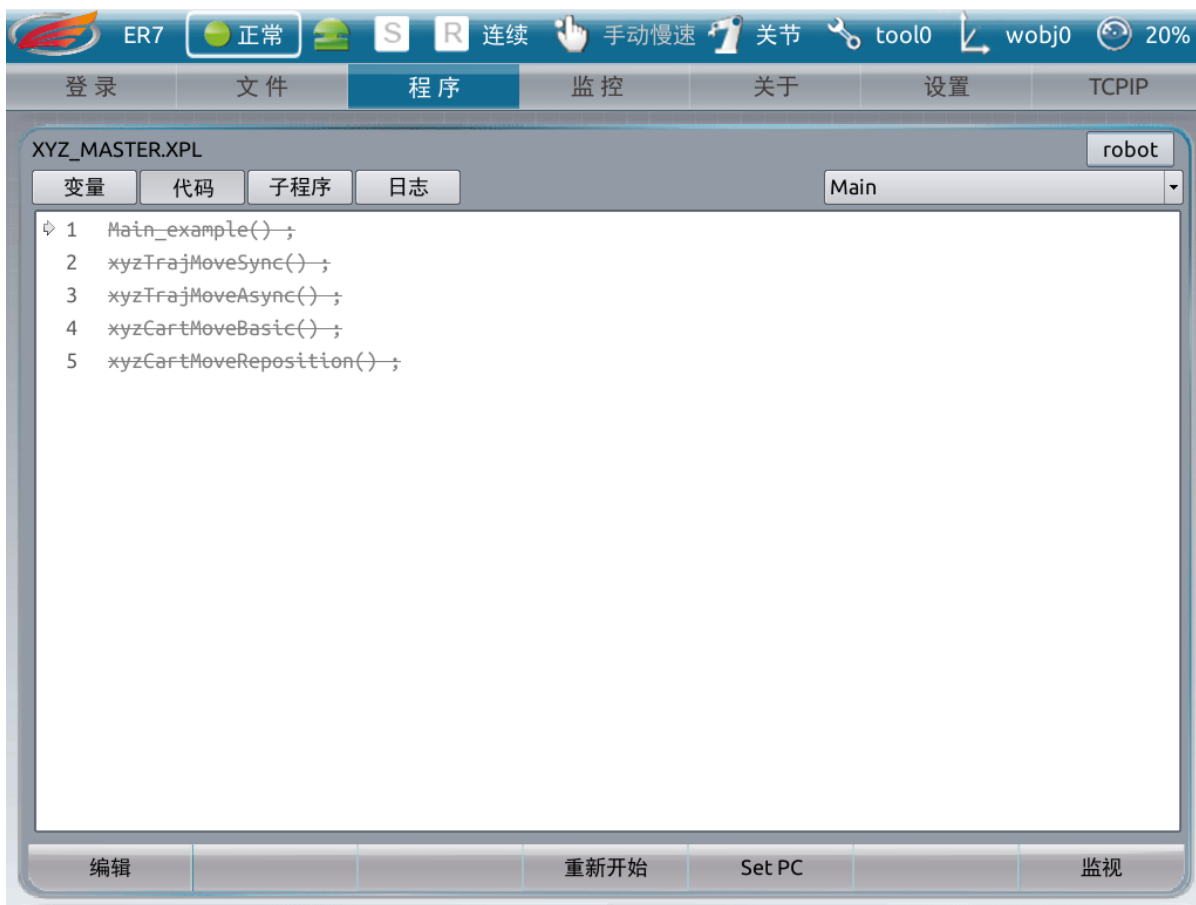 ER7 正常 S R 连续 手动慢速 关节 tool0 wobj0 20%
登录 文件 程序 监控 关于 设置 TCPIP
XYZ_MASTER.XPL robot
变量 代码 子程序 日志 Main
1 Main_example() ;
2 xyzTrajMoveSync() ;
3 xyzTrajMoveAsync() ;
4 xyzCartMoveBasic() ;
5 xyzCartMoveReposition() ;
编辑 重新开始 Set PC 监视